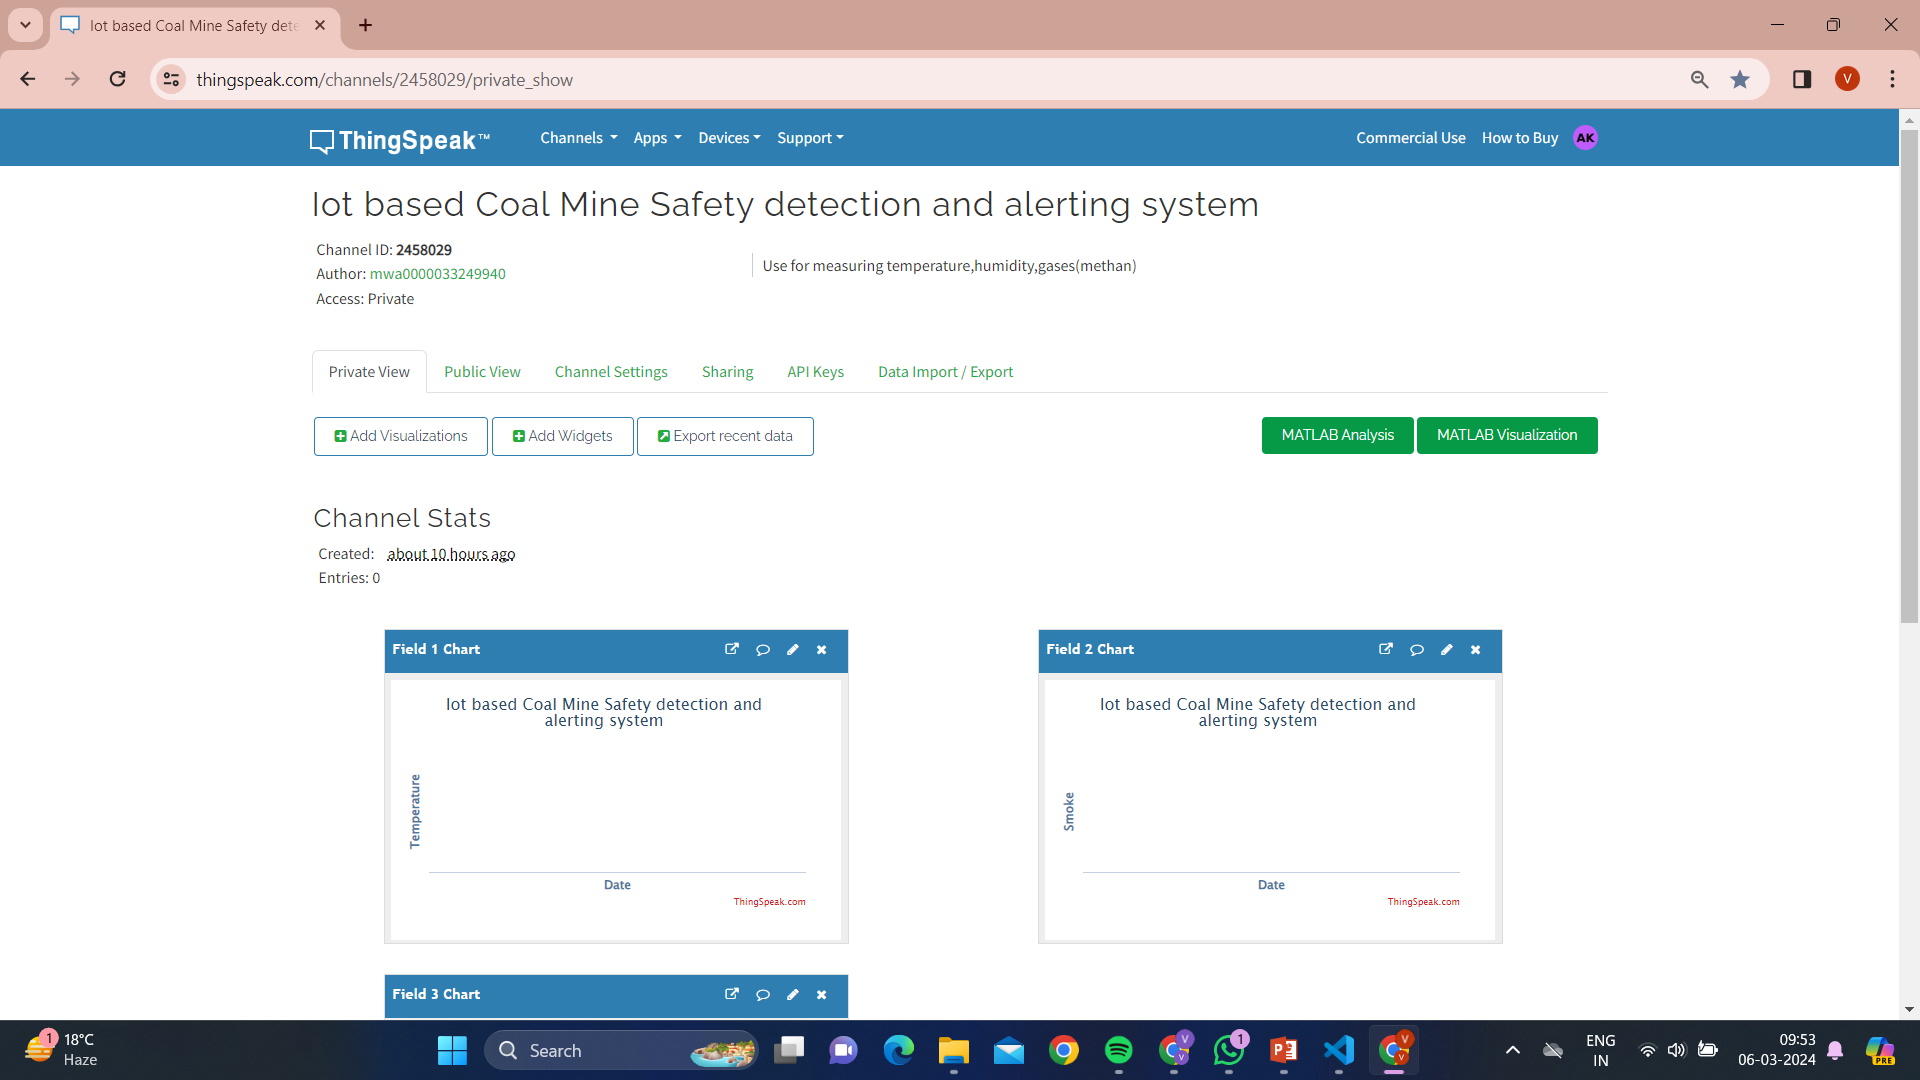 Iot based Coal Mine Safety dete
thingspeak.com/channels/2458029/private_show
V
ThingSpeak™
Channels
Apps
Devices
Support
Commercial Use
How to Buy
AK
Iot based Coal Mine Safety detection and alerting system
Channel ID: 2458029
Author: mwa0000033249940
Access: Private
Use for measuring temperature,humidity,gases(methan)
Private View
Public View
Channel Settings
Sharing
API Keys
Data Import / Export
Add Visualizations
Add Widgets
Export recent data
MATLAB Analysis
MATLAB Visualization
Channel Stats
Created: about 10 hours ago
Entries: 0
Field 1 Chart
Iot based Coal Mine Safety detection and
alerting system
Temperature
Date
ThingSpeak.com
Field 2 Chart
Iot based Coal Mine Safety detection and
alerting system
Smoke
Date
ThingSpeak.com
Field 3 Chart
1
18°C
Haze
Search
V
V
1
V
V
ENG
IN
09:53
06-03-2024
PRE